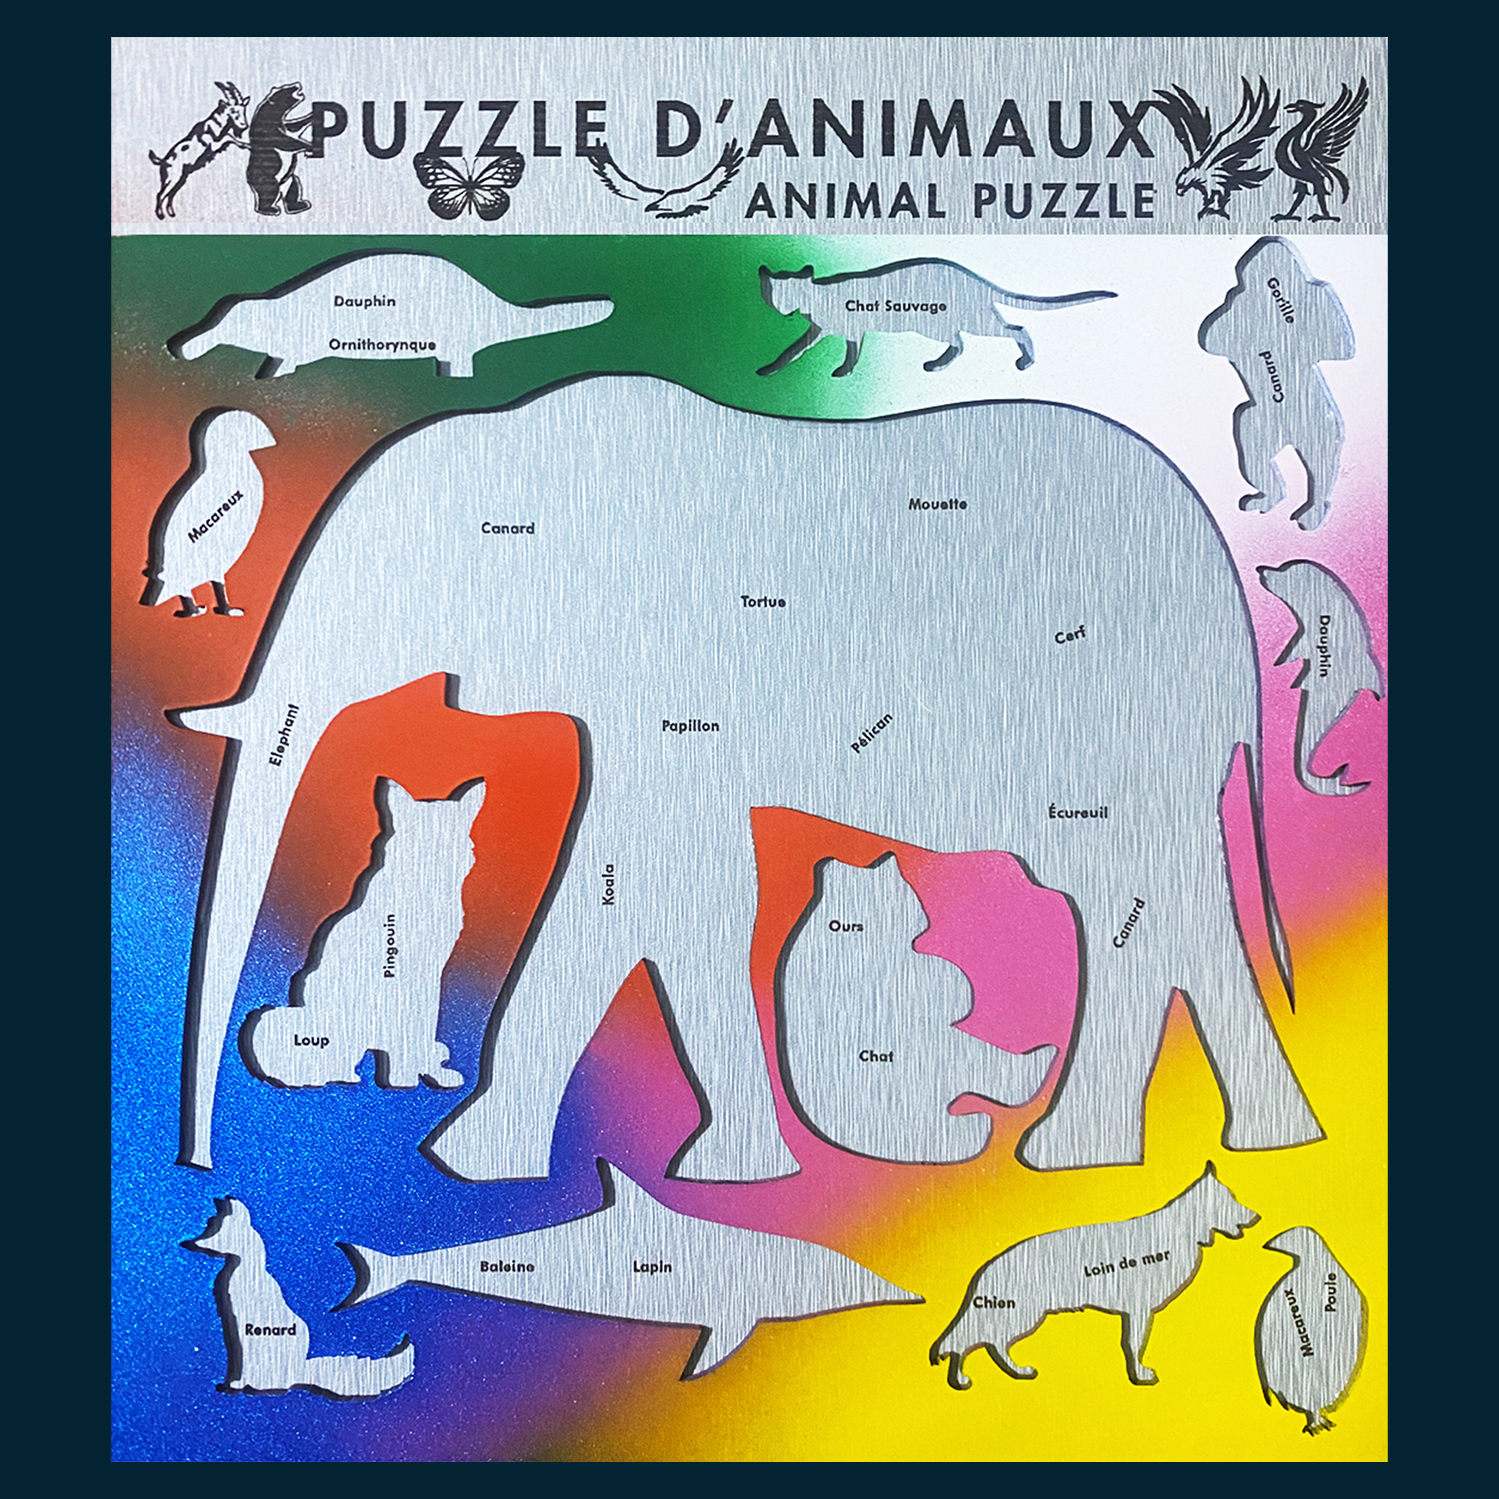 PUZZLE D'ANIMAUX
ANIMAL PUZZLE
Dauphin
Ornithorynque
Chat Sauvage
Gorille
Canard
Macareux
Canard
Mouette
Tortue
Cerf
Dauphin
Elephant
Papillon
Pélican
Écureuil
Koala
Canard
Pingouin
Loup
Ours
Chat
Renard
Baleine
Lapin
Chien
Loin de mer
Macareux
Poule